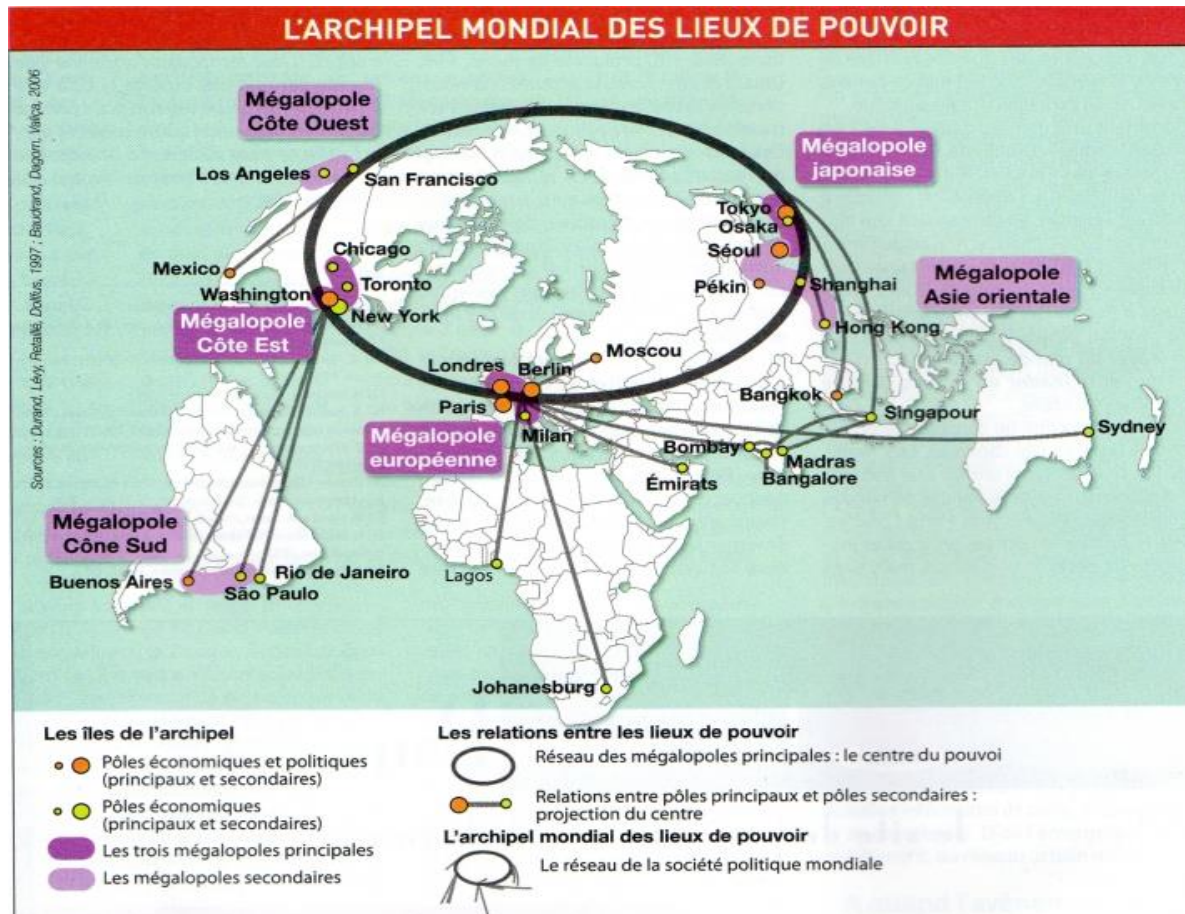 L'ARCHIPEL MONDIAL DES LIEUX DE POUVOIR
Sources : Durand, Lévy, Retaillé, Dolffus, 1997 ; Baudrand, Dagorn, Valiça, 2006
Mégalopole
Côte Ouest
Los Angeles
San Francisco
Mégalopole
japonaise
Tokyo
Osaka
Séoul
Chicago
Mexico
Toronto
Washington
New York
Pékin
Shanghai
Mégalopole
Asie orientale
Mégalopole
Côte Est
Hong Kong
Moscou
Londres
Berlin
Paris
Milan
Bangkok
Singapour
Sydney
Mégalopole
européenne
Bombay
Madras
Bangalore
Émirats
Mégalopole
Cône Sud
Buenos Aires
Rio de Janeiro
São Paulo
Lagos
Johanesburg
Les îles de l'archipel
Pôles économiques et politiques
(principaux et secondaires)
Pôles économiques
(principaux et secondaires)
Les trois mégalopoles principales
Les mégalopoles secondaires
Les relations entre les lieux de pouvoir
Réseau des mégalopoles principales : le centre du pouvoi
Relations entre pôles principaux et pôles secondaires :
projection du centre
L'archipel mondial des lieux de pouvoir
Le réseau de la société politique mondiale